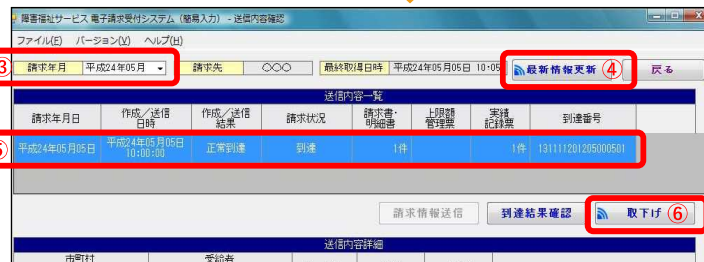 障害福祉サービス 電子請求受付システム (簡易入力) - 送信内容確認
ファイル(F) バージョン(V) ヘルプ(H)
③ 請求年月 平成24年05月 請求先 ○○○ 最終取得日時 平成24年05月05日 10:05 最新情報更新 ④ 戻る
送信内容一覧
請求年月日 作成/送信日時 作成/送信結果 請求状況 請求書・明細書 上限額管理票 実績記録票 到達番号
⑤ 平成24年05月05日 平成24年05月05日 10:00:00 正常到達 到達 1件 1件 131111201205000501
請求情報送信 到達結果確認 取下げ ⑥
送信内容詳細
市町村 受給者